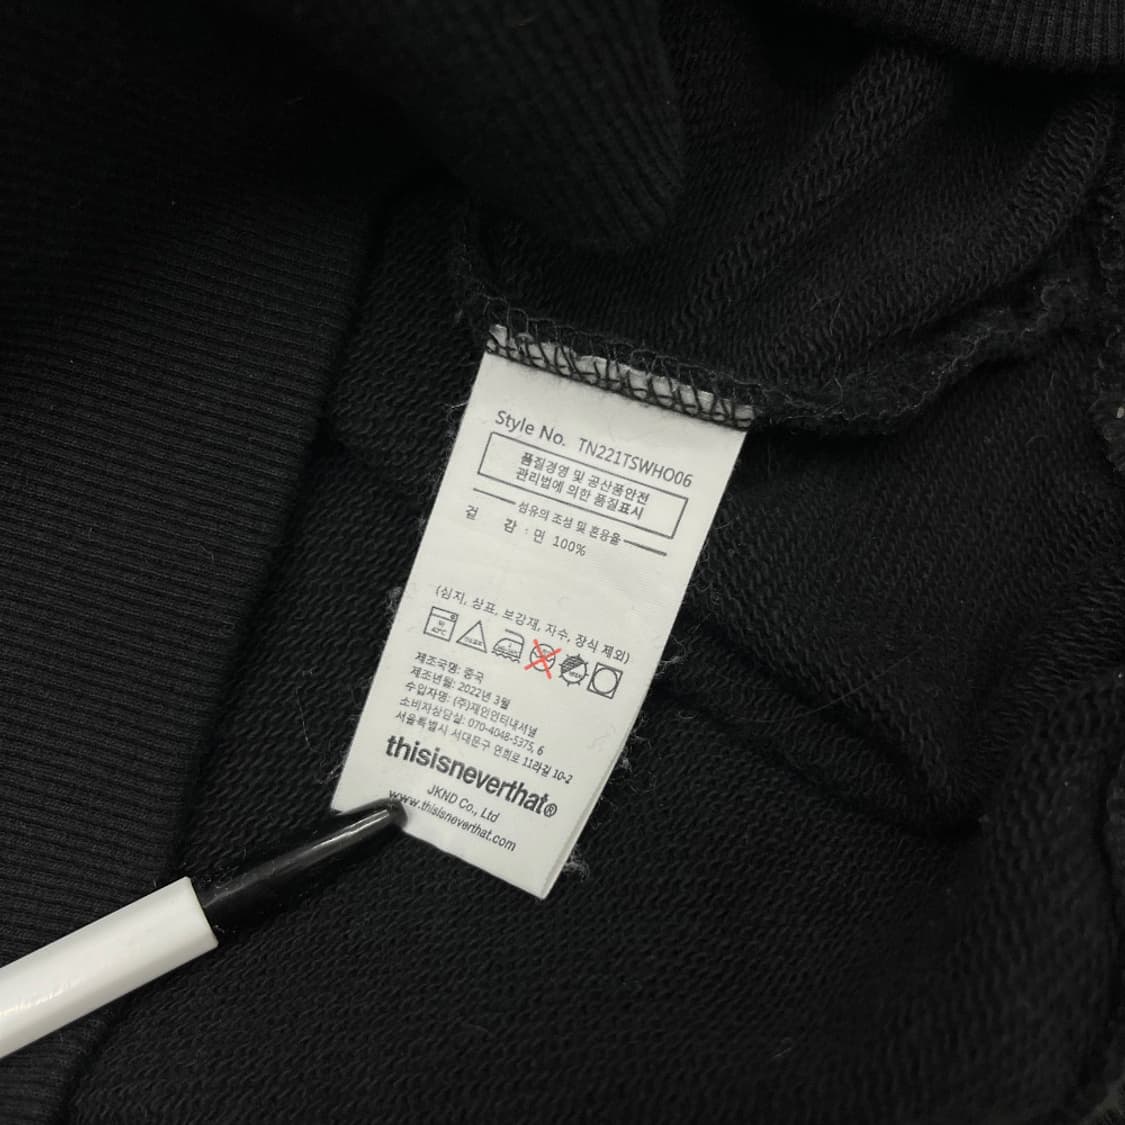 Style No. TN221TSWHO06
품질경영 및 공산품안전
관리법에 의한 품질표시
섬유의 조성 및 혼용율
겉 감 : 면 100%
(심지, 상표, 보강재, 자수, 장식 제외)
약 40℃
제조국명: 중국
제조년월: 2022년 3월
수입자명: (주)재인인터내셔널
소비자상담실: 070-4048-5375, 6
서울특별시 서대문구 연희로 11라길 10-2
thisisneverthat®
JKND Co., Ltd
www.thisisneverthat.com